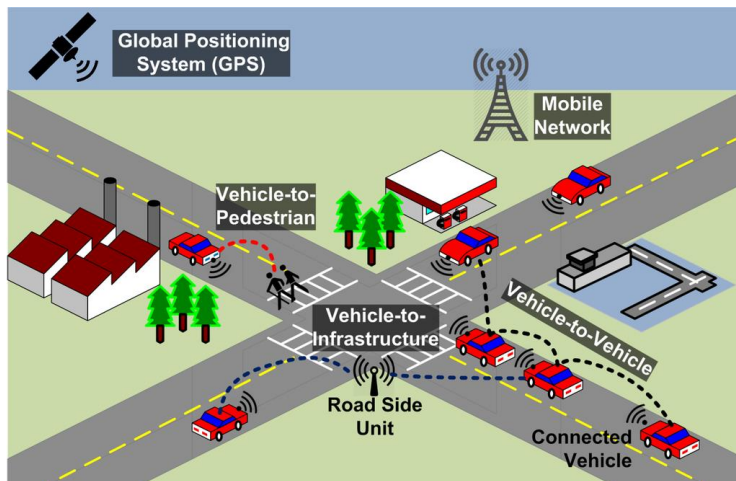 Global Positioning
System (GPS)
Mobile
Network
Vehicle-to-
Pedestrian
Vehicle-to-
Infrastructure
Vehicle-to-Vehicle
Road Side
Unit
Connected
Vehicle